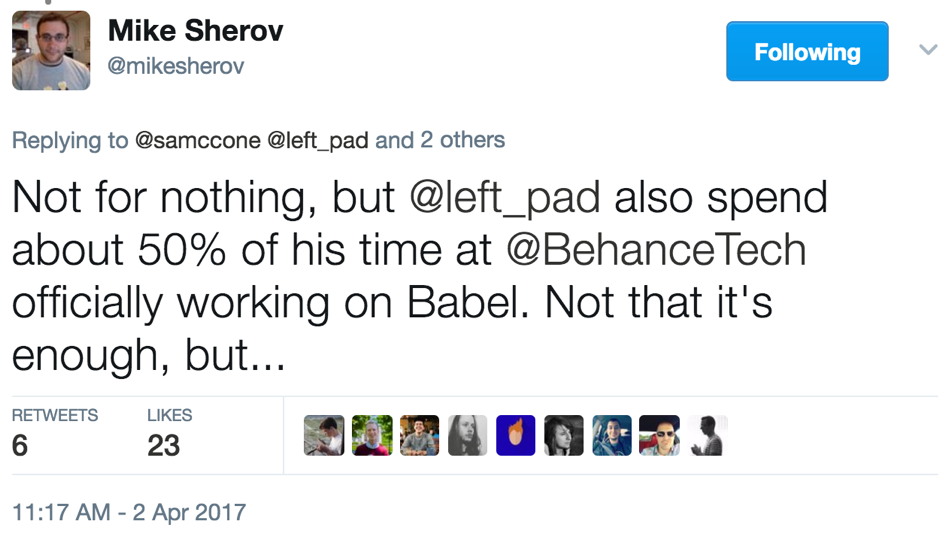 Mike Sherov
@mikesherov
Following
Replying to @samccone @left_pad and 2 others
Not for nothing, but @left_pad also spend
about 50% of his time at @BehanceTech
officially working on Babel. Not that it's
enough, but...
RETWEETS LIKES
6 23
11:17 AM - 2 Apr 2017